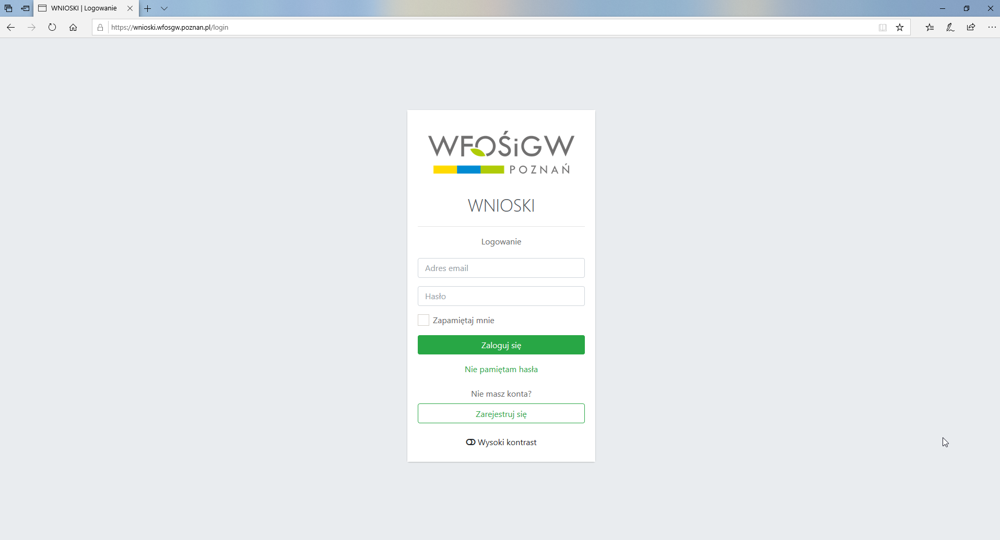 WNIOSKI | Logowanie
https://wnioski.wfosgw.poznan.pl/login
WFOŚiGW
POZNAŃ
WNIOSKI
Logowanie
Adres email
Hasło
Zapamiętaj mnie
Zaloguj się
Nie pamiętam hasła
Nie masz konta?
Zarejestruj się
Wysoki kontrast